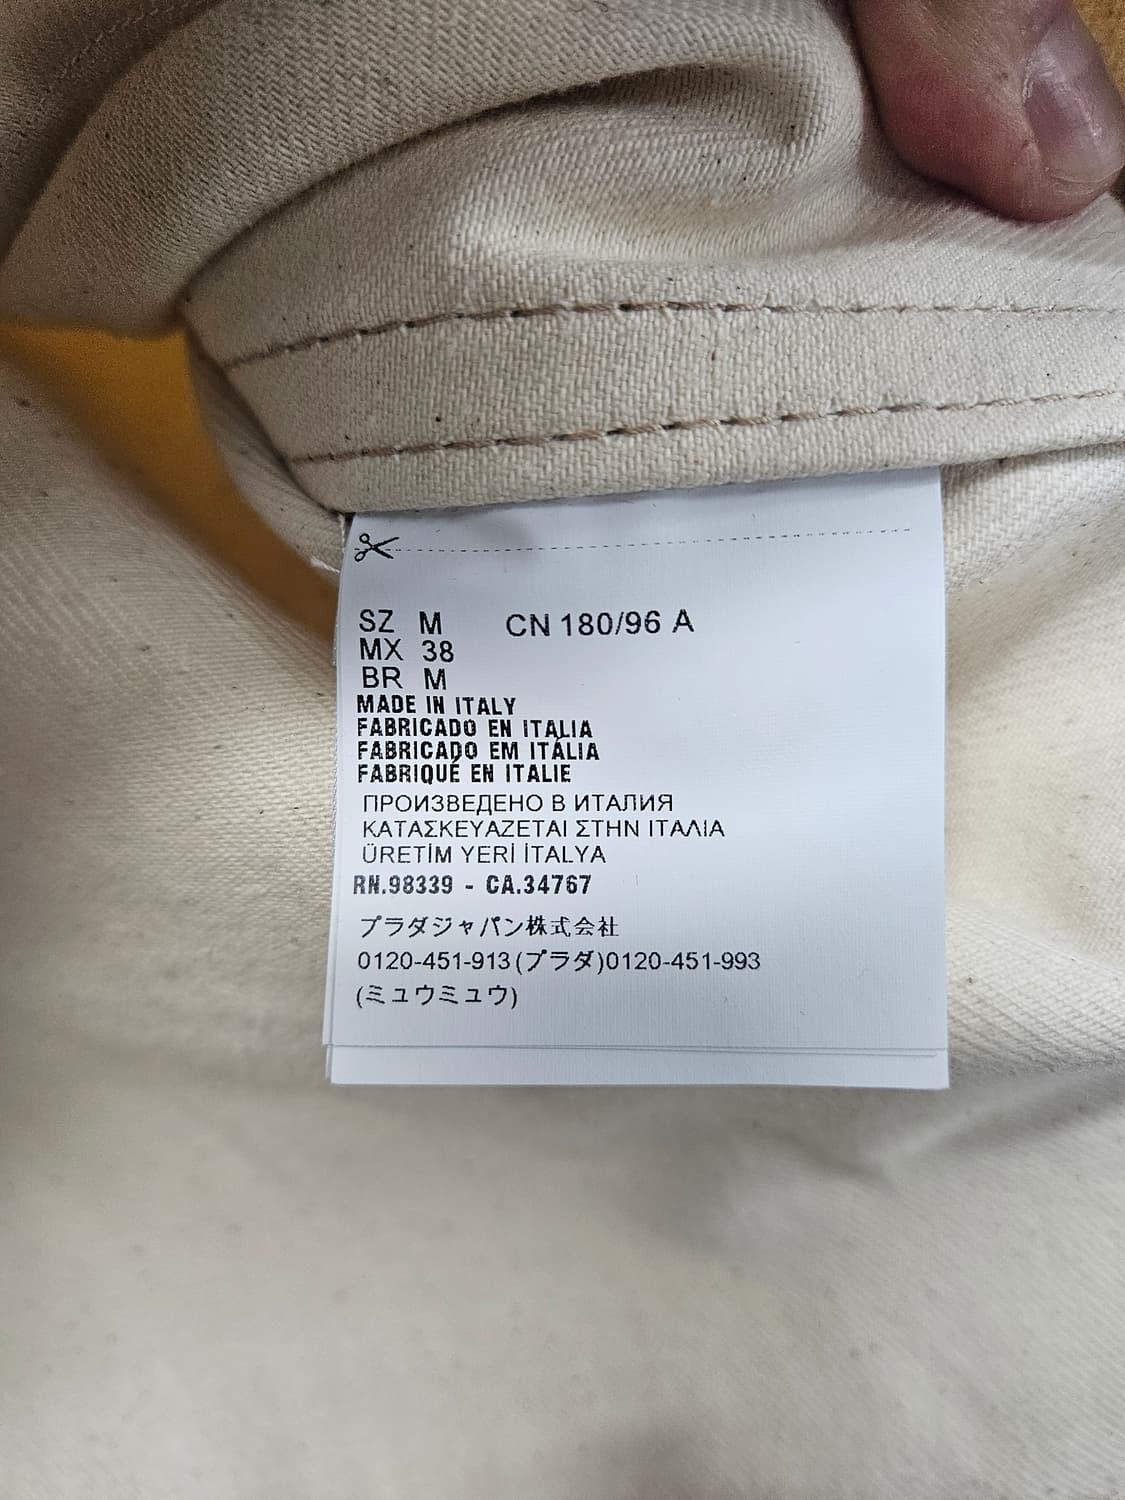 SZ M CN 180/96 A
MX 38
BR M
MADE IN ITALY
FABRICADO EN ITALIA
FABRICADO EM ITÁLIA
FABRIQUÉ EN ITALIE
ПРОИЗВЕДЕНО В ИТАЛИЯ
ΚΑΤΑΣΚΕΥΑΖΕΤΑΙ ΣΤΗΝ ΙΤΑΛΙΑ
ÜRETİM YERİ İTALYA
RN.98339 - CA.34767
プラダジャパン株式会社
0120-451-913(プラダ)0120-451-993
(ミュウミュウ)